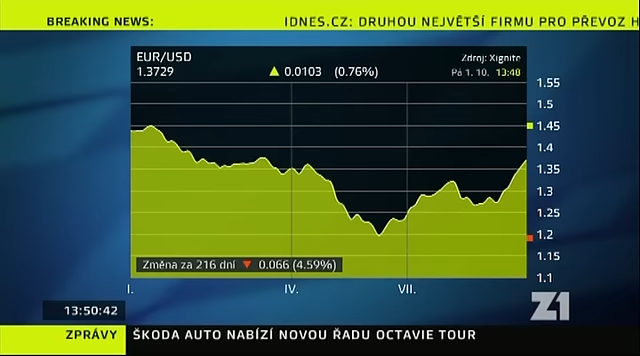 BREAKING NEWS: IDNES.CZ: DRUHOU NEJVĚTŠÍ FIRMU PRO PŘEVOZ H
EUR/USD
Zdroj: Xignite
1.3729 ▲ 0.0103 (0.76%) Pá 1. 10. 13:48
1.55
1.5
1.45
1.4
1.35
1.3
1.25
1.2
1.15
1.1
Změna za 216 dní ▼ 0.066 (4.59%)
I. IV. VII.
13:50:42
Z1
ZPRÁVY ŠKODA AUTO NABÍZÍ NOVOU ŘADU OCTAVIE TOUR